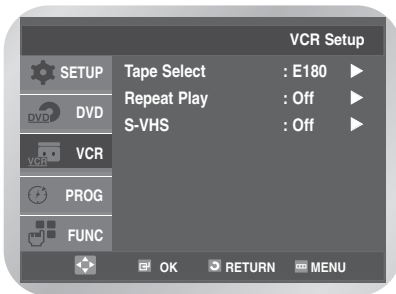 VCR Setup
SETUP
DVD DVD
VCR VCR
PROG
FUNC
Tape Select : E180
Repeat Play : Off
S-VHS : Off
OK RETURN MENU